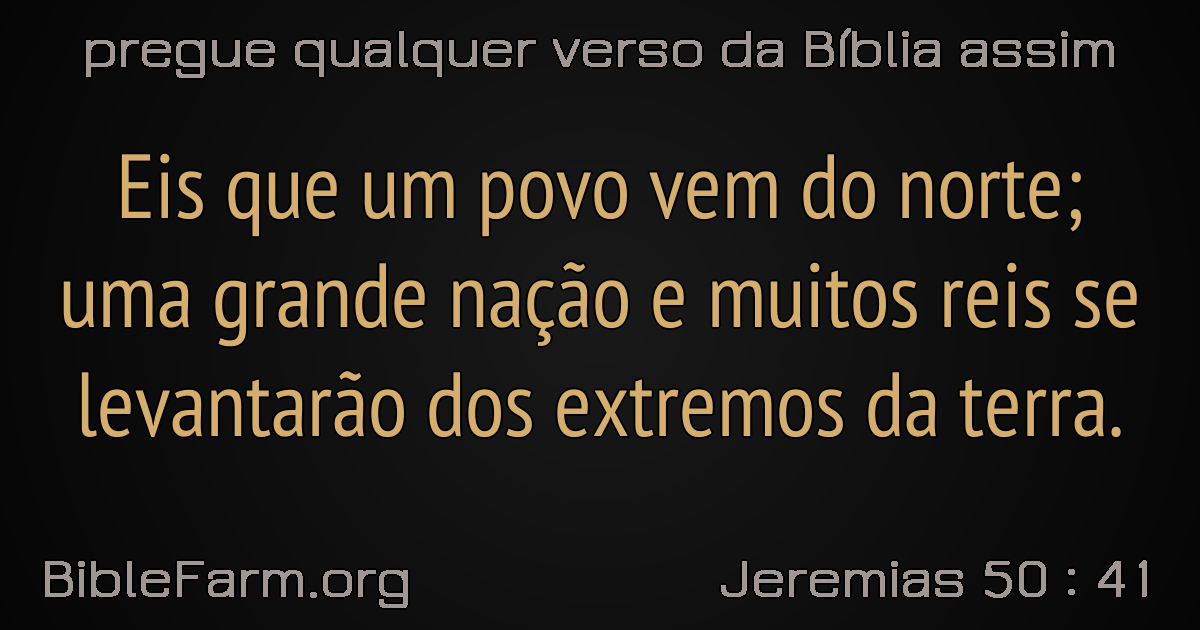 pregue qualquer verso da Bíblia assim
Eis que um povo vem do norte;
uma grande nação e muitos reis se
levantarão dos extremos da terra.
BibleFarm.org
Jeremias 50 : 41